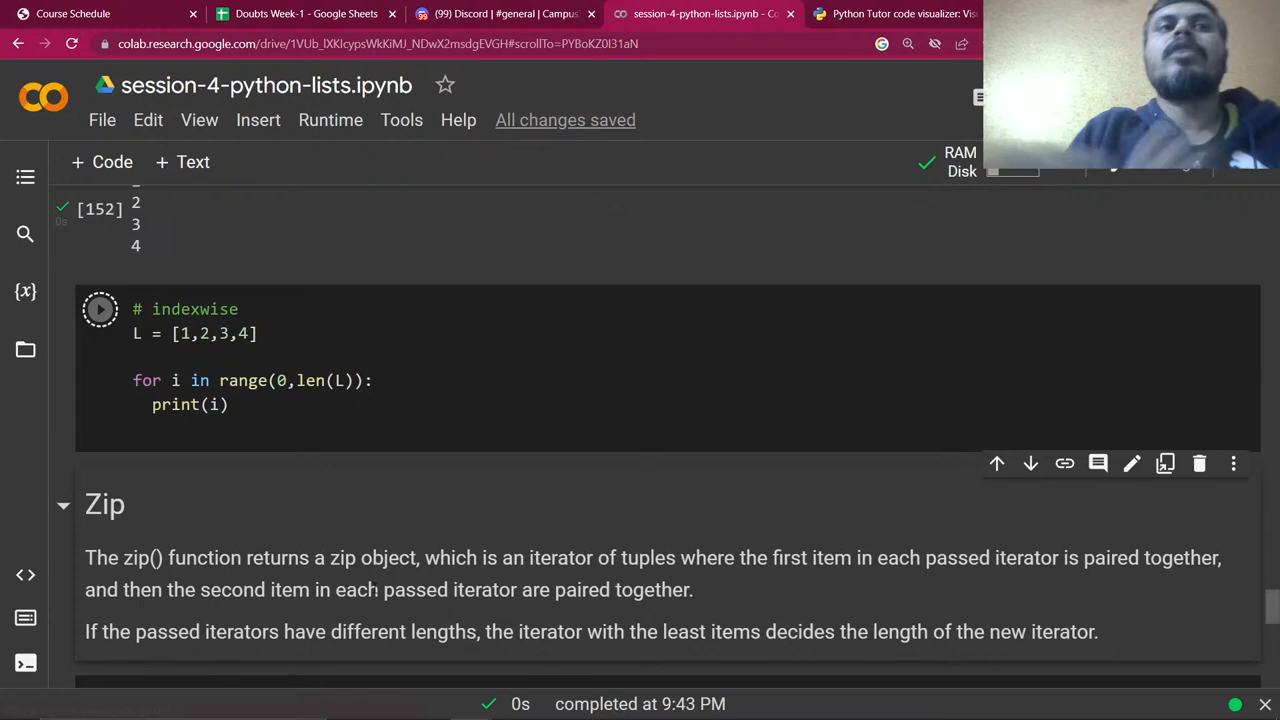 Course Schedule
Doubts Week-1 - Google Sheets
(99) Discord | #general | Campus
session-4-python-lists.ipynb - Co
Python Tutor code visualizer: Vis
colab.research.google.com/drive/1VUb_lXKIcypsWkKiMJ_NDwX2msdgEVGH#scrollTo=PYBoKZ0I31aN
session-4-python-lists.ipynb
File Edit View Insert Runtime Tools Help All changes saved
+ Code + Text
RAM
Disk
[152]
2
3
4
# indexwise
L = [1,2,3,4]
for i in range(0,len(L)):
print(i)
Zip
The zip() function returns a zip object, which is an iterator of tuples where the first item in each passed iterator is paired together,
and then the second item in each passed iterator are paired together.
If the passed iterators have different lengths, the iterator with the least items decides the length of the new iterator.
0s completed at 9:43 PM